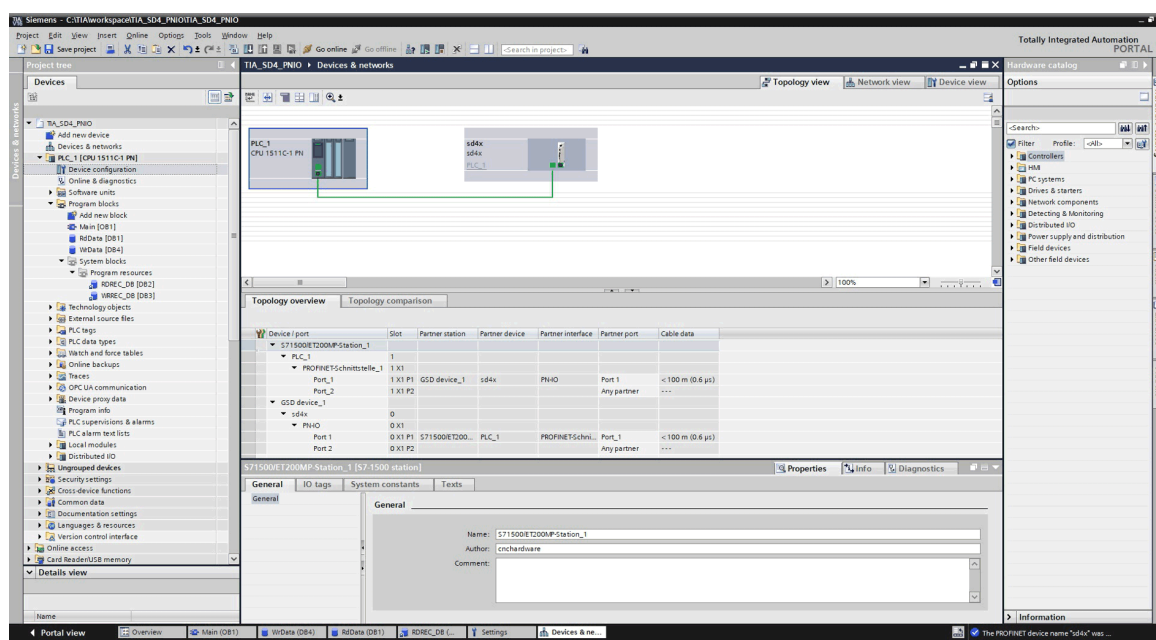 Siemens - C:\TIA\workspace\TIA_SD4_PNIO\TIA_SD4_PNIO
Project Edit View Insert Online Options Tools Window Help
Save project Go online Go offline <Search in project>
Totally Integrated Automation
PORTAL
Project tree
TIA_SD4_PNIO ▸ Devices & networks
Hardware catalog
Devices
Topology view Network view Device view
Options
Devices & networks
TIA_SD4_PNIO
Add new device
Devices & networks
PLC_1 [CPU 1511C-1 PN]
Device configuration
Online & diagnostics
Software units
Program blocks
Add new block
Main [OB1]
RdData [DB1]
WrData [DB4]
System blocks
Program resources
RDREC_DB [DB2]
WRREC_DB [DB3]
Technology objects
External source files
PLC tags
PLC data types
Watch and force tables
Online backups
Traces
OPC UA communication
Device proxy data
Program info
PLC supervisions & alarms
PLC alarm text lists
Local modules
Distributed I/O
Ungrouped devices
Security settings
Cross-device functions
Common data
Documentation settings
Languages & resources
Version control interface
Online access
Card Reader/USB memory
Details view
Name
PLC_1
CPU 1511C-1 PN
sd4x
sd4x
PLC_1
100%
Topology overview Topology comparison
Device / port Slot Partner station Partner device Partner interface Partner port Cable data
S71500/ET200MP-Station_1
PLC_1 1
PROFINET-Schnittstelle_1 1 X1
Port_1 1 X1 P1 GSD device_1 sd4x PN-IO Port 1 <100 m (0.6 µs)
Port_2 1 X1 P2 Any partner ---
GSD device_1
sd4x 0
PN-IO 0 X1
Port 1 0 X1 P1 S71500/ET200... PLC_1 PROFINET-Schni... Port_1 <100 m (0.6 µs)
Port 2 0 X1 P2 Any partner ---
S71500/ET200MP-Station_1 [S7-1500 station]
Properties Info Diagnostics
General IO tags System constants Texts
General
General
Name: S71500/ET200MP-Station_1
Author: cnchardware
Comment:
<Search>
Filter Profile: <All>
Controllers
HMI
PC systems
Drives & starters
Network components
Detecting & Monitoring
Distributed I/O
Power supply and distribution
Field devices
Other field devices
Information
Portal view Overview Main (OB1) WrData (DB4) RdData (DB1) RDREC_DB (... Settings Devices & ne...
The PROFINET device name "sd4x" was ...